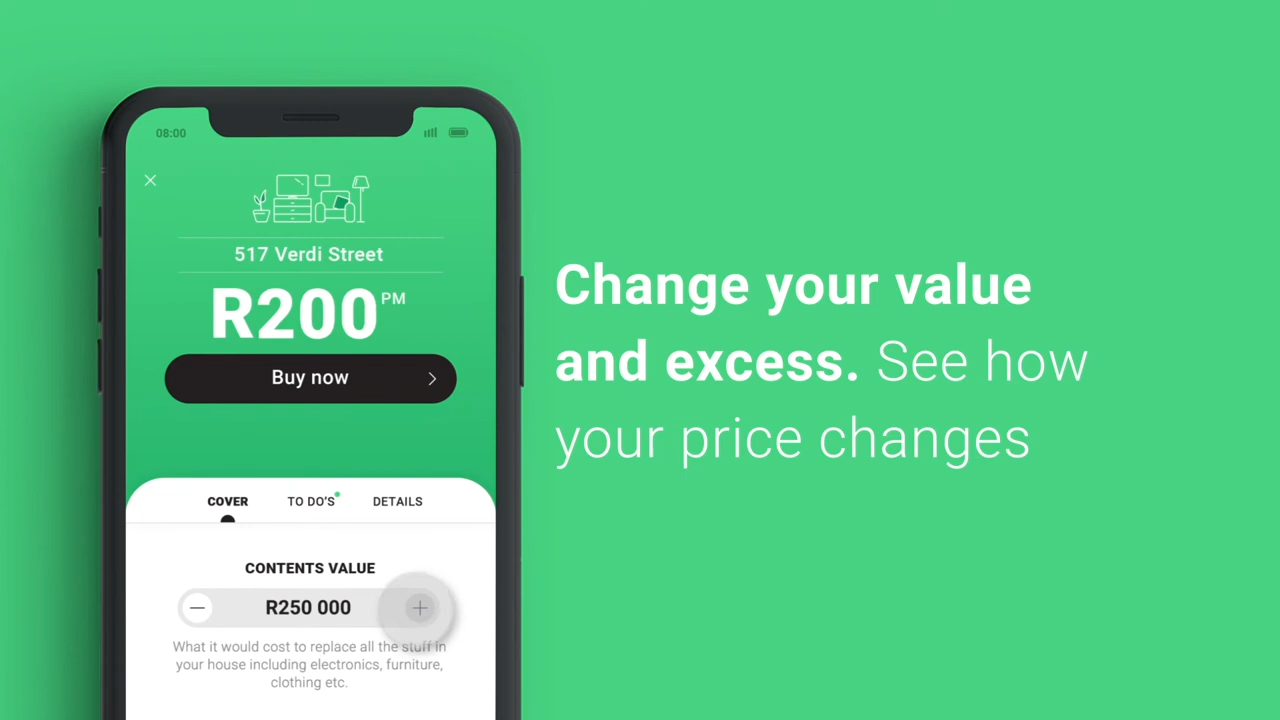 08:00
517 Verdi Street
R200 PM
Buy now
COVER TO DO'S DETAILS
CONTENTS VALUE
R250 000
What it would cost to replace all the stuff in
your house including electronics, furniture,
clothing etc.
Change your value
and excess. See how
your price changes